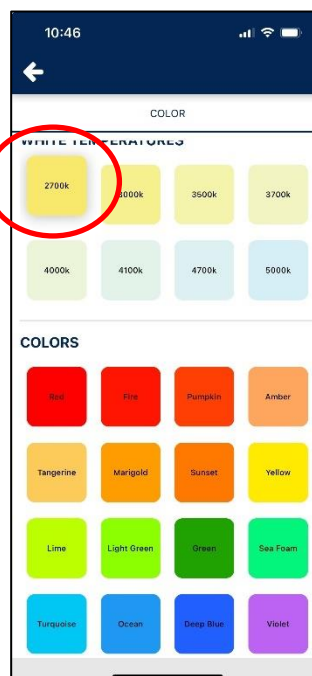 10:46
COLOR
WHITE TEMPERATURES
2700k 3000k 3500k 3700k
4000k 4100k 4700k 5000k
COLORS
Red Fire Pumpkin Amber
Tangerine Marigold Sunset Yellow
Lime Light Green Green Sea Foam
Turquoise Ocean Deep Blue Violet